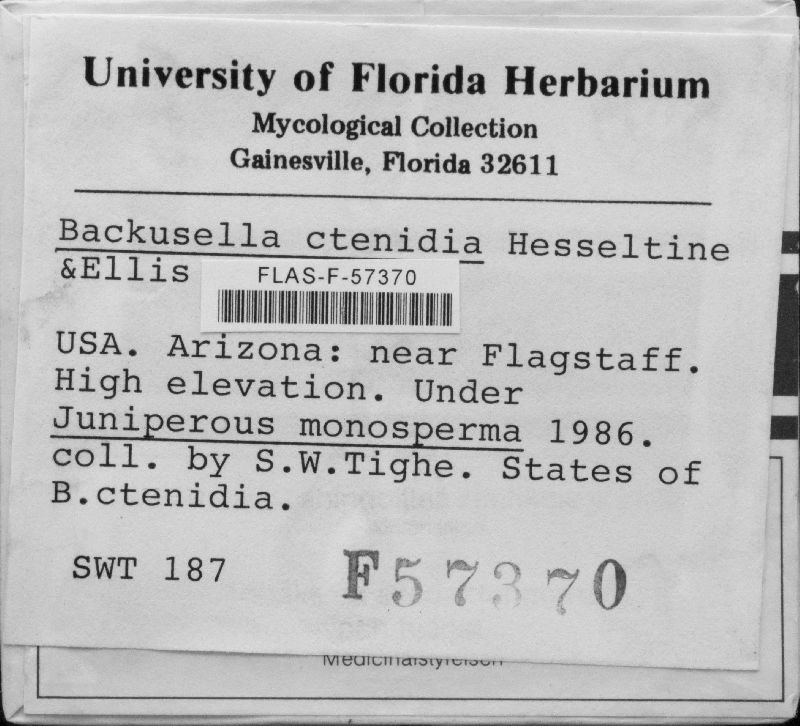 University of Florida Herbarium
Mycological Collection
Gainesville, Florida 32611
Backusella ctenidia Hesseltine
&Ellis
FLAS-F-57370
USA. Arizona: near Flagstaff.
High elevation. Under
Juniperous monosperma 1986.
coll. by S.W.Tighe. States of
B.ctenidia.
SWT 187 F57370